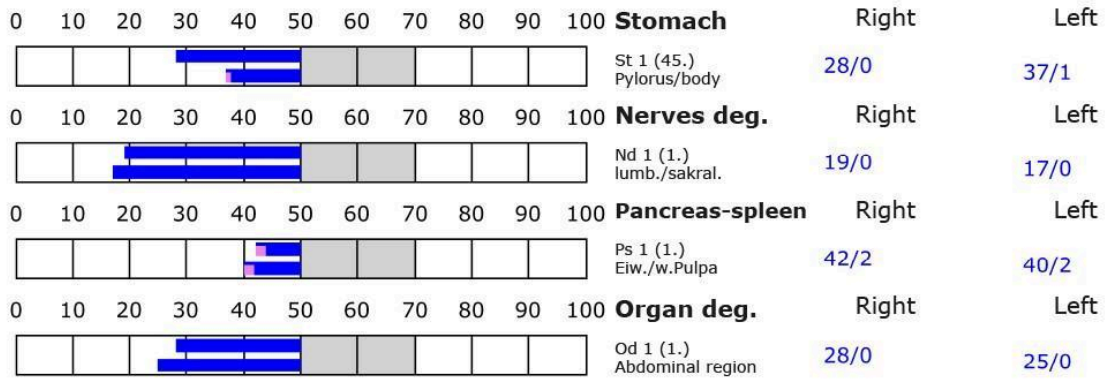 0 10 20 30 40 50 60 70 80 90 100 Stomach Right Left
St 1 (45.) 28/0 37/1
Pylorus/body
0 10 20 30 40 50 60 70 80 90 100 Nerves deg. Right Left
Nd 1 (1.) 19/0 17/0
lumb./sakral.
0 10 20 30 40 50 60 70 80 90 100 Pancreas-spleen Right Left
Ps 1 (1.) 42/2 40/2
Eiw./w.Pulpa
0 10 20 30 40 50 60 70 80 90 100 Organ deg. Right Left
Od 1 (1.) 28/0 25/0
Abdominal region